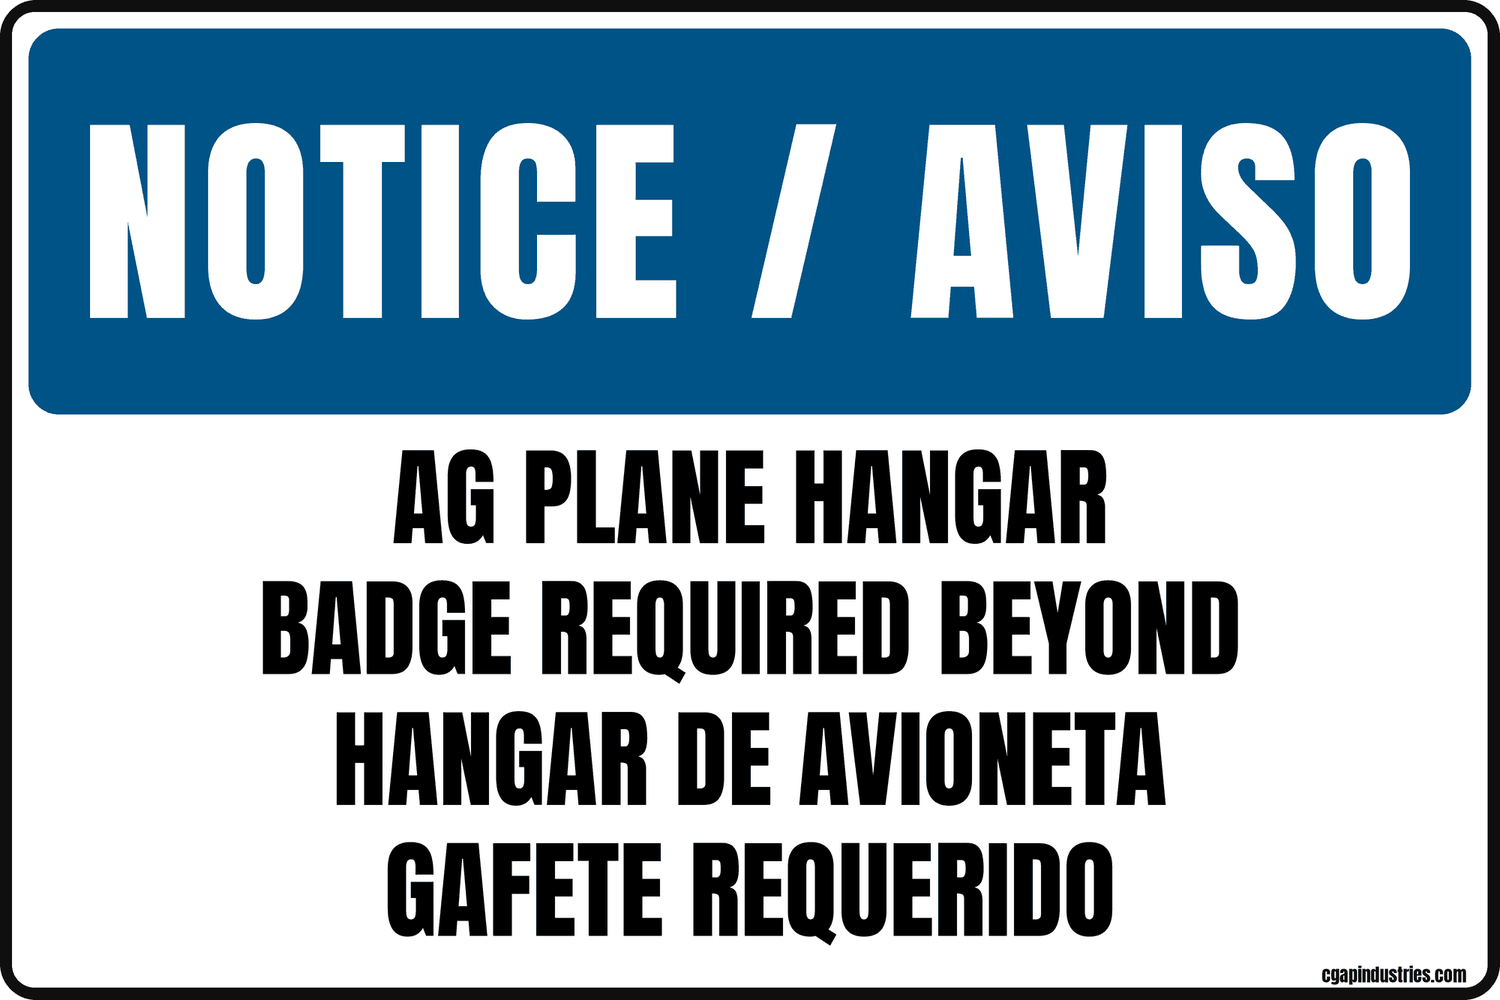 NOTICE / AVISO
AG PLANE HANGAR
BADGE REQUIRED BEYOND
HANGAR DE AVIONETA
GAFETE REQUERIDO
cgapindustries.com